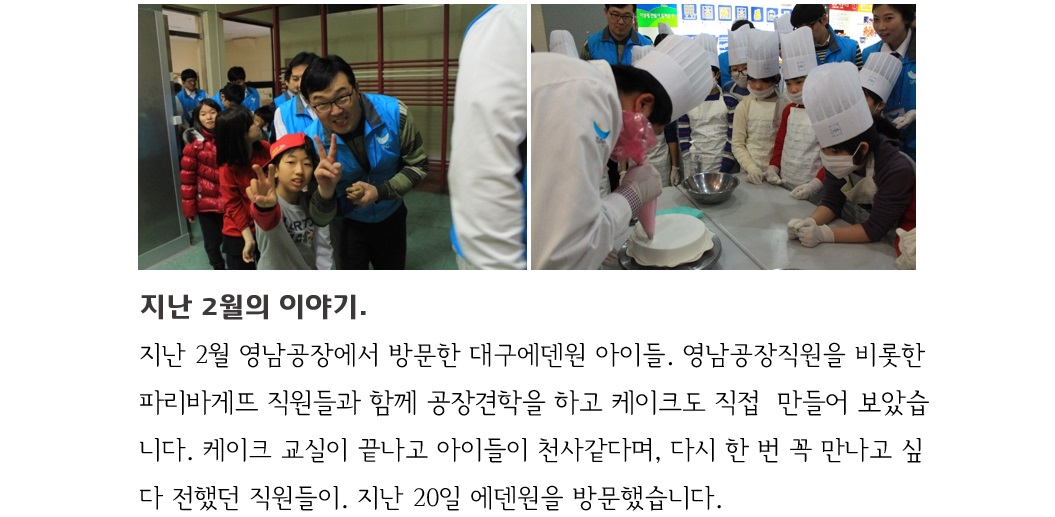 지난 2월의 이야기.
지난 2월 영남공장에서 방문한 대구에덴원 아이들. 영남공장직원을 비롯한
파리바게뜨 직원들과 함께 공장견학을 하고 케이크도 직접 만들어 보았습
니다. 케이크 교실이 끝나고 아이들이 천사같다며, 다시 한 번 꼭 만나고 싶
다 전했던 직원들이. 지난 20일 에덴원을 방문했습니다.